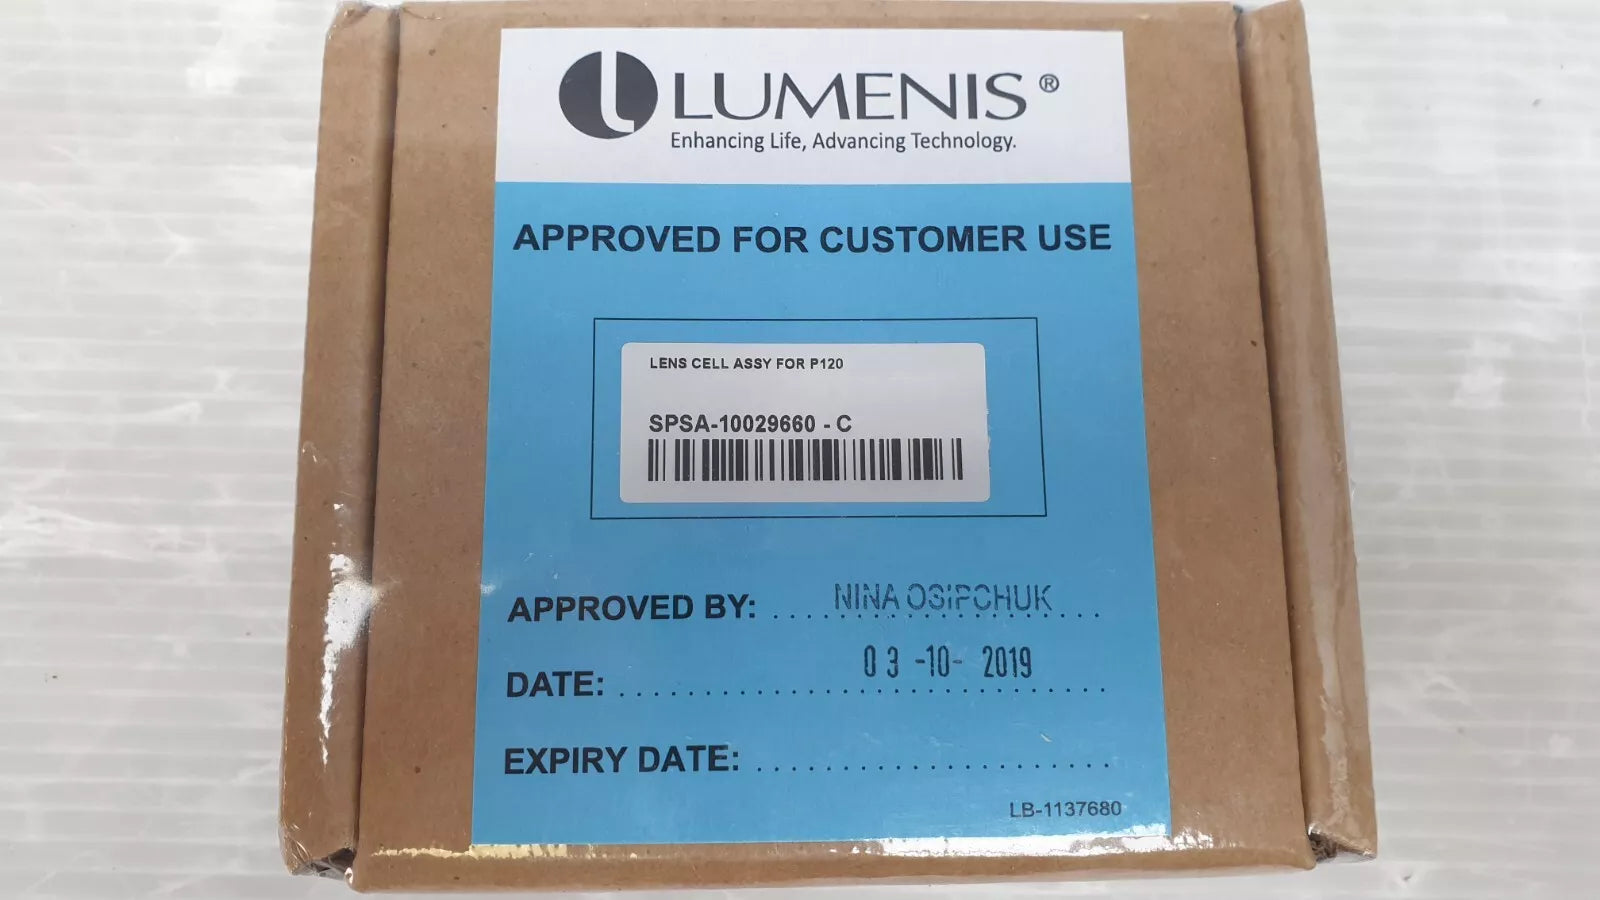 LUMENIS®
Enhancing Life, Advancing Technology.
APPROVED FOR CUSTOMER USE
LENS CELL ASSY FOR P120
SPSA-10029660 - C
APPROVED BY: NINA OSIPCHUK
DATE: 03 -10- 2019
EXPIRY DATE:
LB-1137680